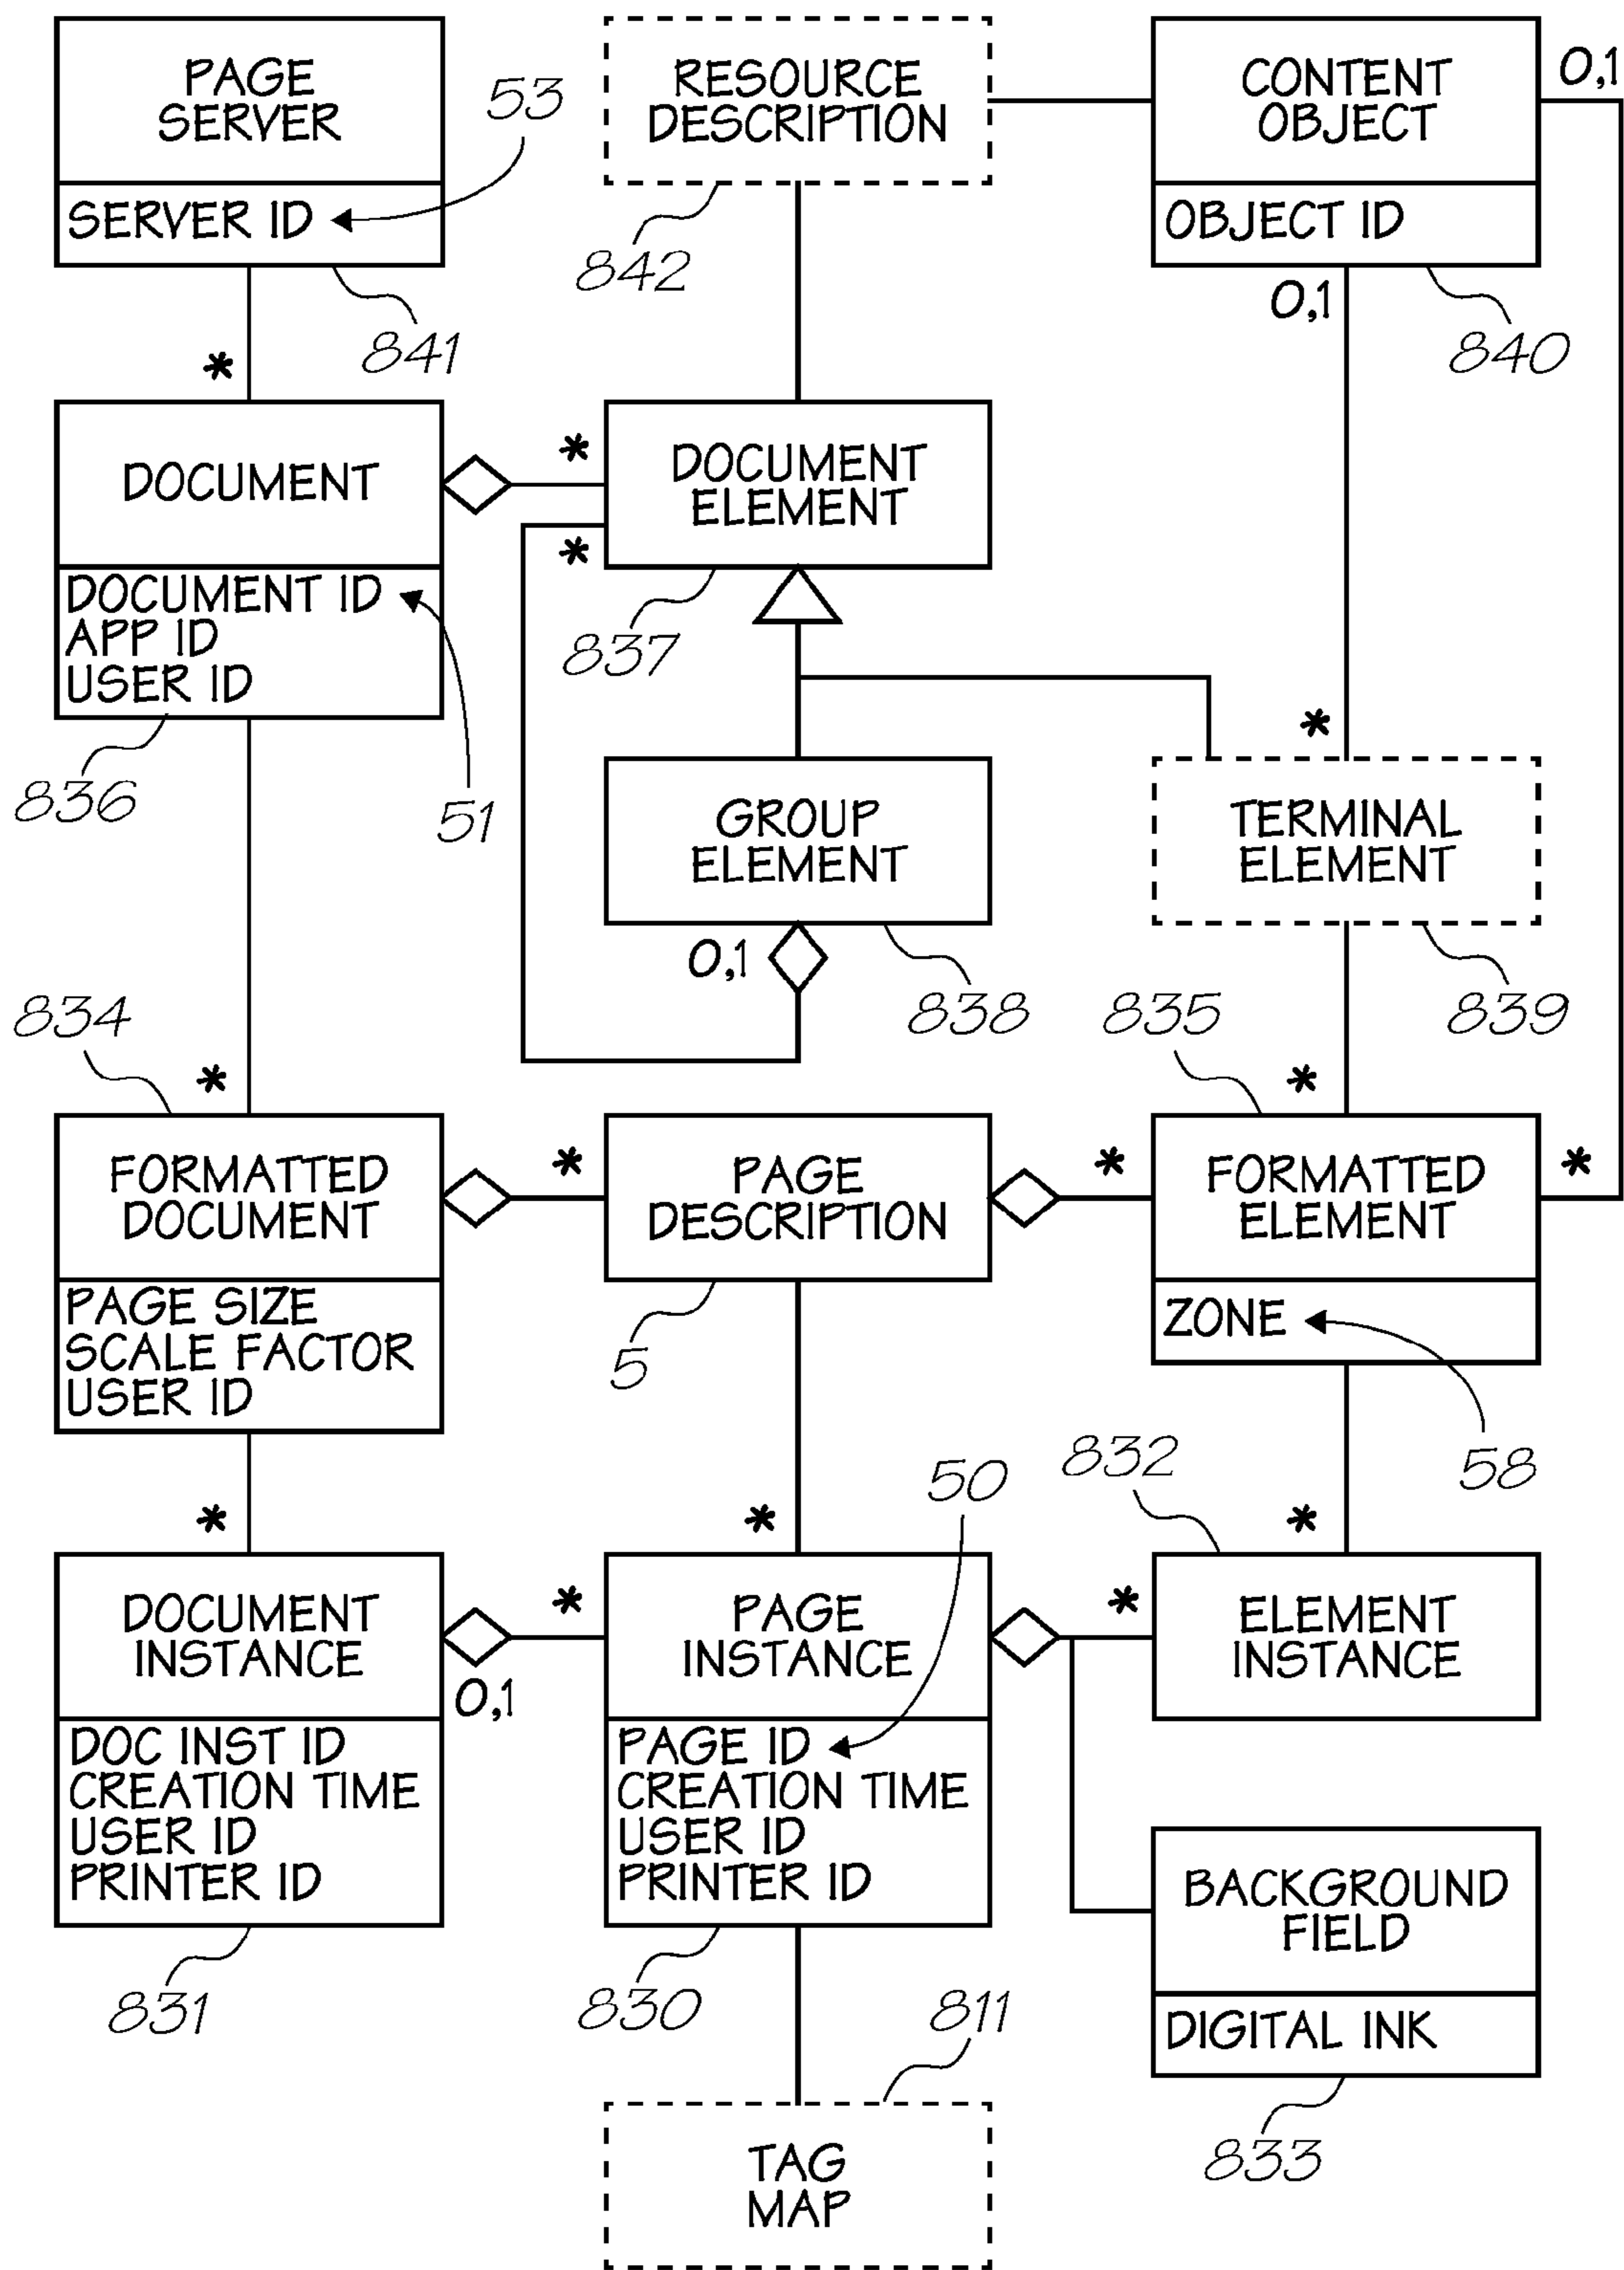 PAGE
SERVER
53
SERVER ID
841
RESOURCE
DESCRIPTION
842
CONTENT
OBJECT
0,1
OBJECT ID
0,1
840
*
DOCUMENT
*
DOCUMENT
ELEMENT
*
DOCUMENT ID
APP ID
USER ID
837
836
51
*
GROUP
ELEMENT
TERMINAL
ELEMENT
0,1
838
839
834
835
*
*
FORMATTED
DOCUMENT
*
PAGE
DESCRIPTION
*
FORMATTED
ELEMENT
*
PAGE SIZE
SCALE FACTOR
USER ID
5
ZONE
58
50
832
*
*
*
DOCUMENT
INSTANCE
0,1
*
PAGE
INSTANCE
*
ELEMENT
INSTANCE
DOC INST ID
CREATION TIME
USER ID
PRINTER ID
PAGE ID
CREATION TIME
USER ID
PRINTER ID
BACKGROUND
FIELD
DIGITAL INK
831
830
811
833
TAG
MAP